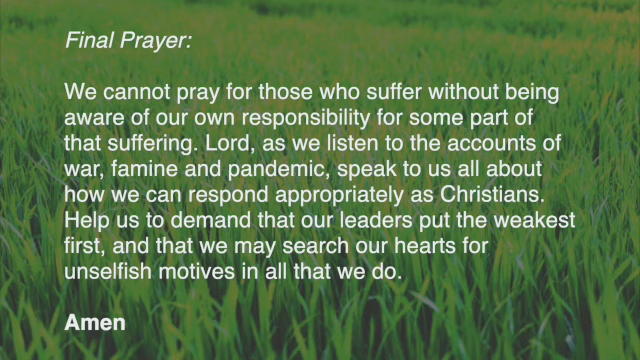 Final Prayer:
We cannot pray for those who suffer without being
aware of our own responsibility for some part of
that suffering. Lord, as we listen to the accounts of
war, famine and pandemic, speak to us all about
how we can respond appropriately as Christians.
Help us to demand that our leaders put the weakest
first, and that we may search our hearts for
unselfish motives in all that we do.
Amen